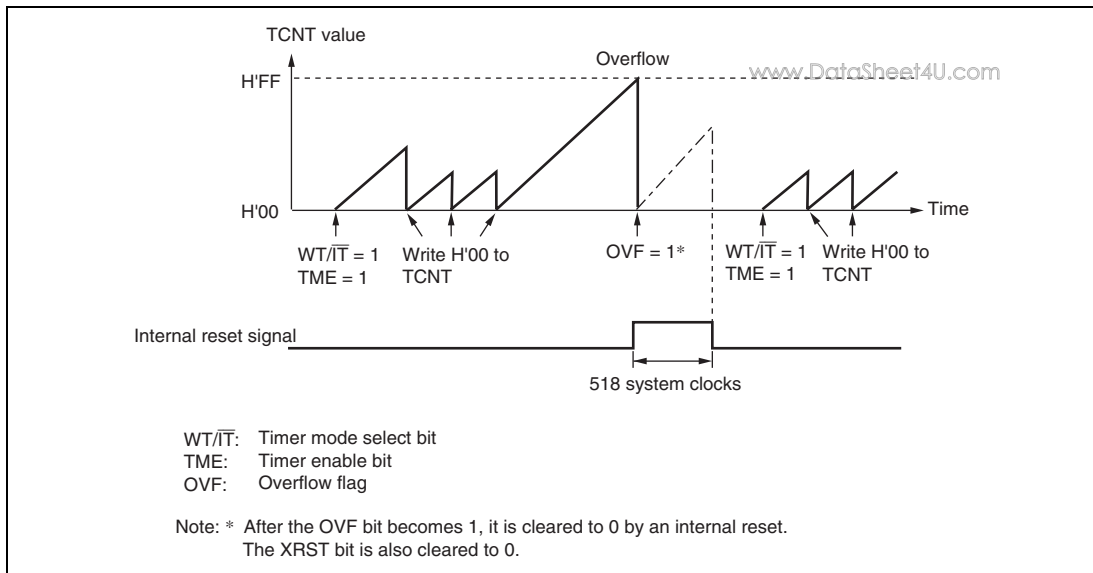 TCNT value
Overflow
www.DataSheet4U.com
H'FF
H'00
Time
WT/IT = 1
TME = 1
Write H'00 to
TCNT
OVF = 1*
WT/IT = 1
TME = 1
Write H'00 to
TCNT
Internal reset signal
518 system clocks
WT/IT: Timer mode select bit
TME: Timer enable bit
OVF: Overflow flag
Note: * After the OVF bit becomes 1, it is cleared to 0 by an internal reset.
The XRST bit is also cleared to 0.